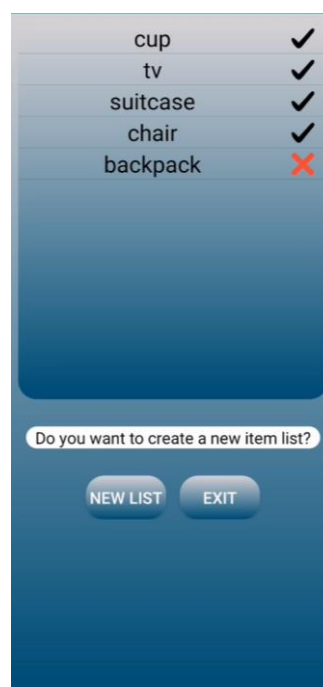 cup
tv
suitcase
chair
backpack
Do you want to create a new item list?
NEW LIST EXIT